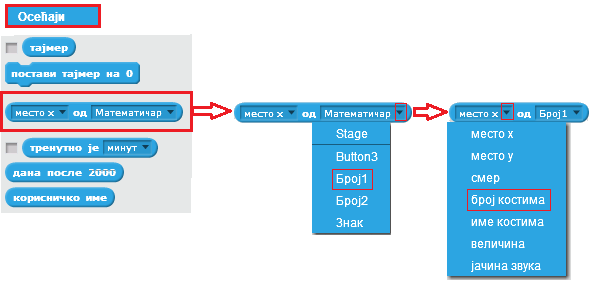 Осећаји
тајмер
постави тајмер на 0
место x од Математичар
тренутно је минут
дана после 2000
корисничко име
место x од Математичар
Stage
Button3
Број1
Број2
Знак
место x од Број1
место x
место y
смер
број костима
име костима
величина
јачина звука